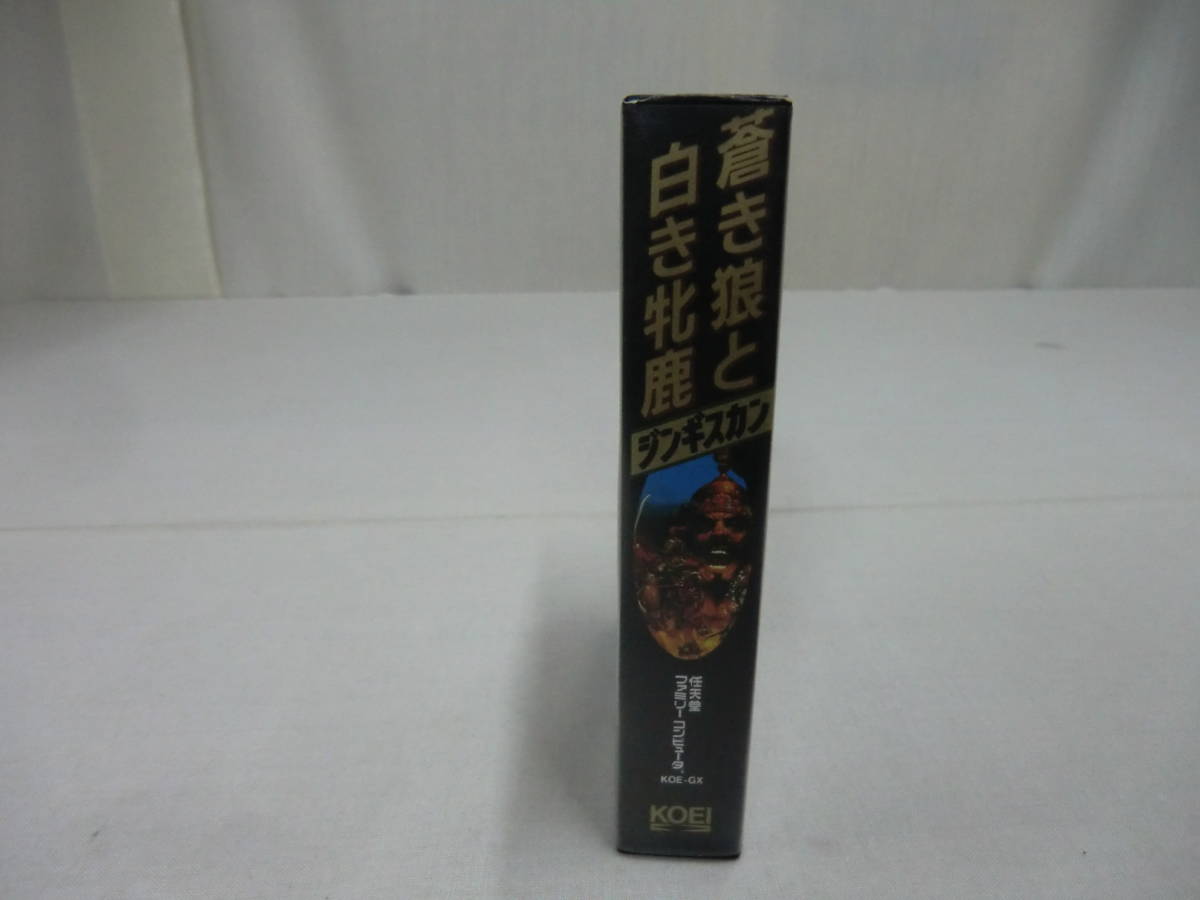 蒼き狼と
白き牝鹿
ジンギスカン
任天堂
ファミリーコンピュータ®
KOE-GX
KOEI